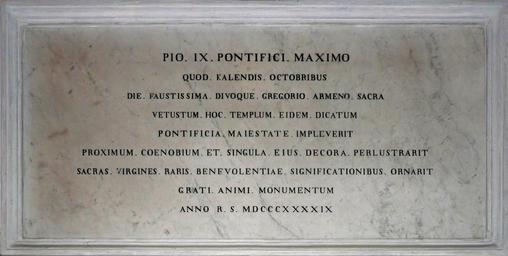 PIO. IX. PONTIFICI. MAXIMO
QUOD. KALENDIS. OCTOBRIBUS
DIE. FAUSTISSIMA. DIVOQUE. GREGORIO. ARMENO. SACRA
VETUSTUM. HOC. TEMPLUM. EIDEM. DICATUM
PONTIFICIA. MAIESTATE. IMPLEVERIT
PROXIMUM. COENOBIUM. ET. SINGULA. EIUS. DECORA. PERLUSTRARIT
SACRAS. VIRGINES. RARIS. BENEVOLENTIAE. SIGNIFICATIONIBUS. ORNARIT
GRATI. ANIMI. MONUMENTUM
ANNO R. S. MDCCCXXXXIX